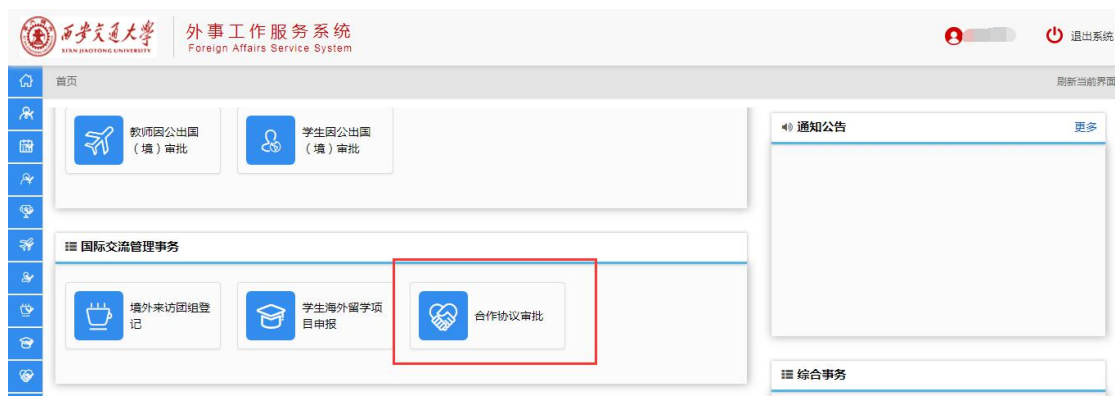 西安交通大学
XI'AN JIAOTONG UNIVERSITY
外事工作服务系统
Foreign Affairs Service System
退出系统
首页
刷新当前界面
教师因公出国
（境）审批
学生因公出国
（境）审批
通知公告
更多
国际交流管理事务
境外来访团组登
记
学生海外留学项
目申报
合作协议审批
综合事务